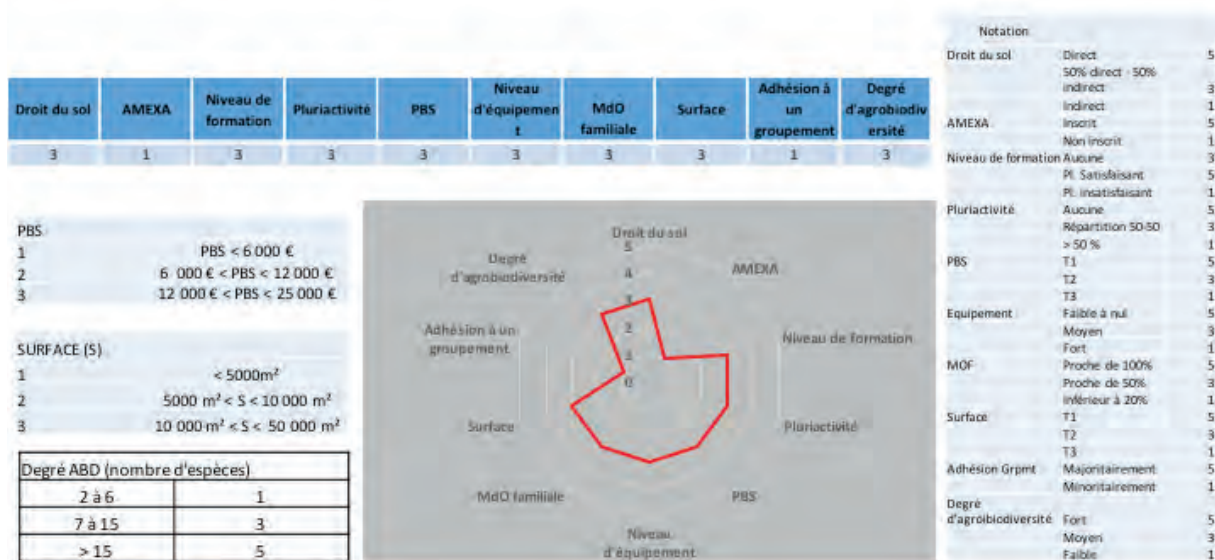 Droit du sol AMEXA Niveau de formation Pluriactivité PBS Niveau d'équipement MdO familiale Surface Adhésion à un groupement Degré d'agrobiodiversité
3 1 3 3 3 3 3 3 1 3
PBS
1 PBS < 6 000 €
2 6 000 € < PBS < 12 000 €
3 12 000 € < PBS < 25 000 €
SURFACE (S)
1 < 5000m²
2 5000 m² < S < 10 000 m²
3 10 000 m² < S < 50 000 m²
Degré ABD (nombre d'espèces)
2 à 6 1
7 à 15 3
> 15 5
Droit du sol
AMEXA
Niveau de formation
Pluriactivité
PBS
Niveau
d'équipement
MdO familiale
Surface
Adhésion à un
groupement
Degré
d'agrobiodiversité
5
4
3
2
1
0
Notation
Droit du sol Direct 5
50% direct - 50%
indirect 3
Indirect 1
AMEXA Inscrit 5
Non inscrit 1
Niveau de formation Aucune 3
Pl. Satisfaisant 5
Pl. insatisfaisant 1
Pluriactivité Aucune 5
Répartition 50-50 3
> 50 % 1
PBS T1 5
T2 3
T3 1
Equipement Faible à nul 5
Moyen 3
Fort 1
MOF Proche de 100% 5
Proche de 50% 3
Inférieur à 20% 1
Surface T1 5
T2 3
T3 1
Adhésion Grpmt Majoritairement 5
Minoritairement 1
Degré
d'agroibiodiversité Fort 5
Moyen 3
Faible 1